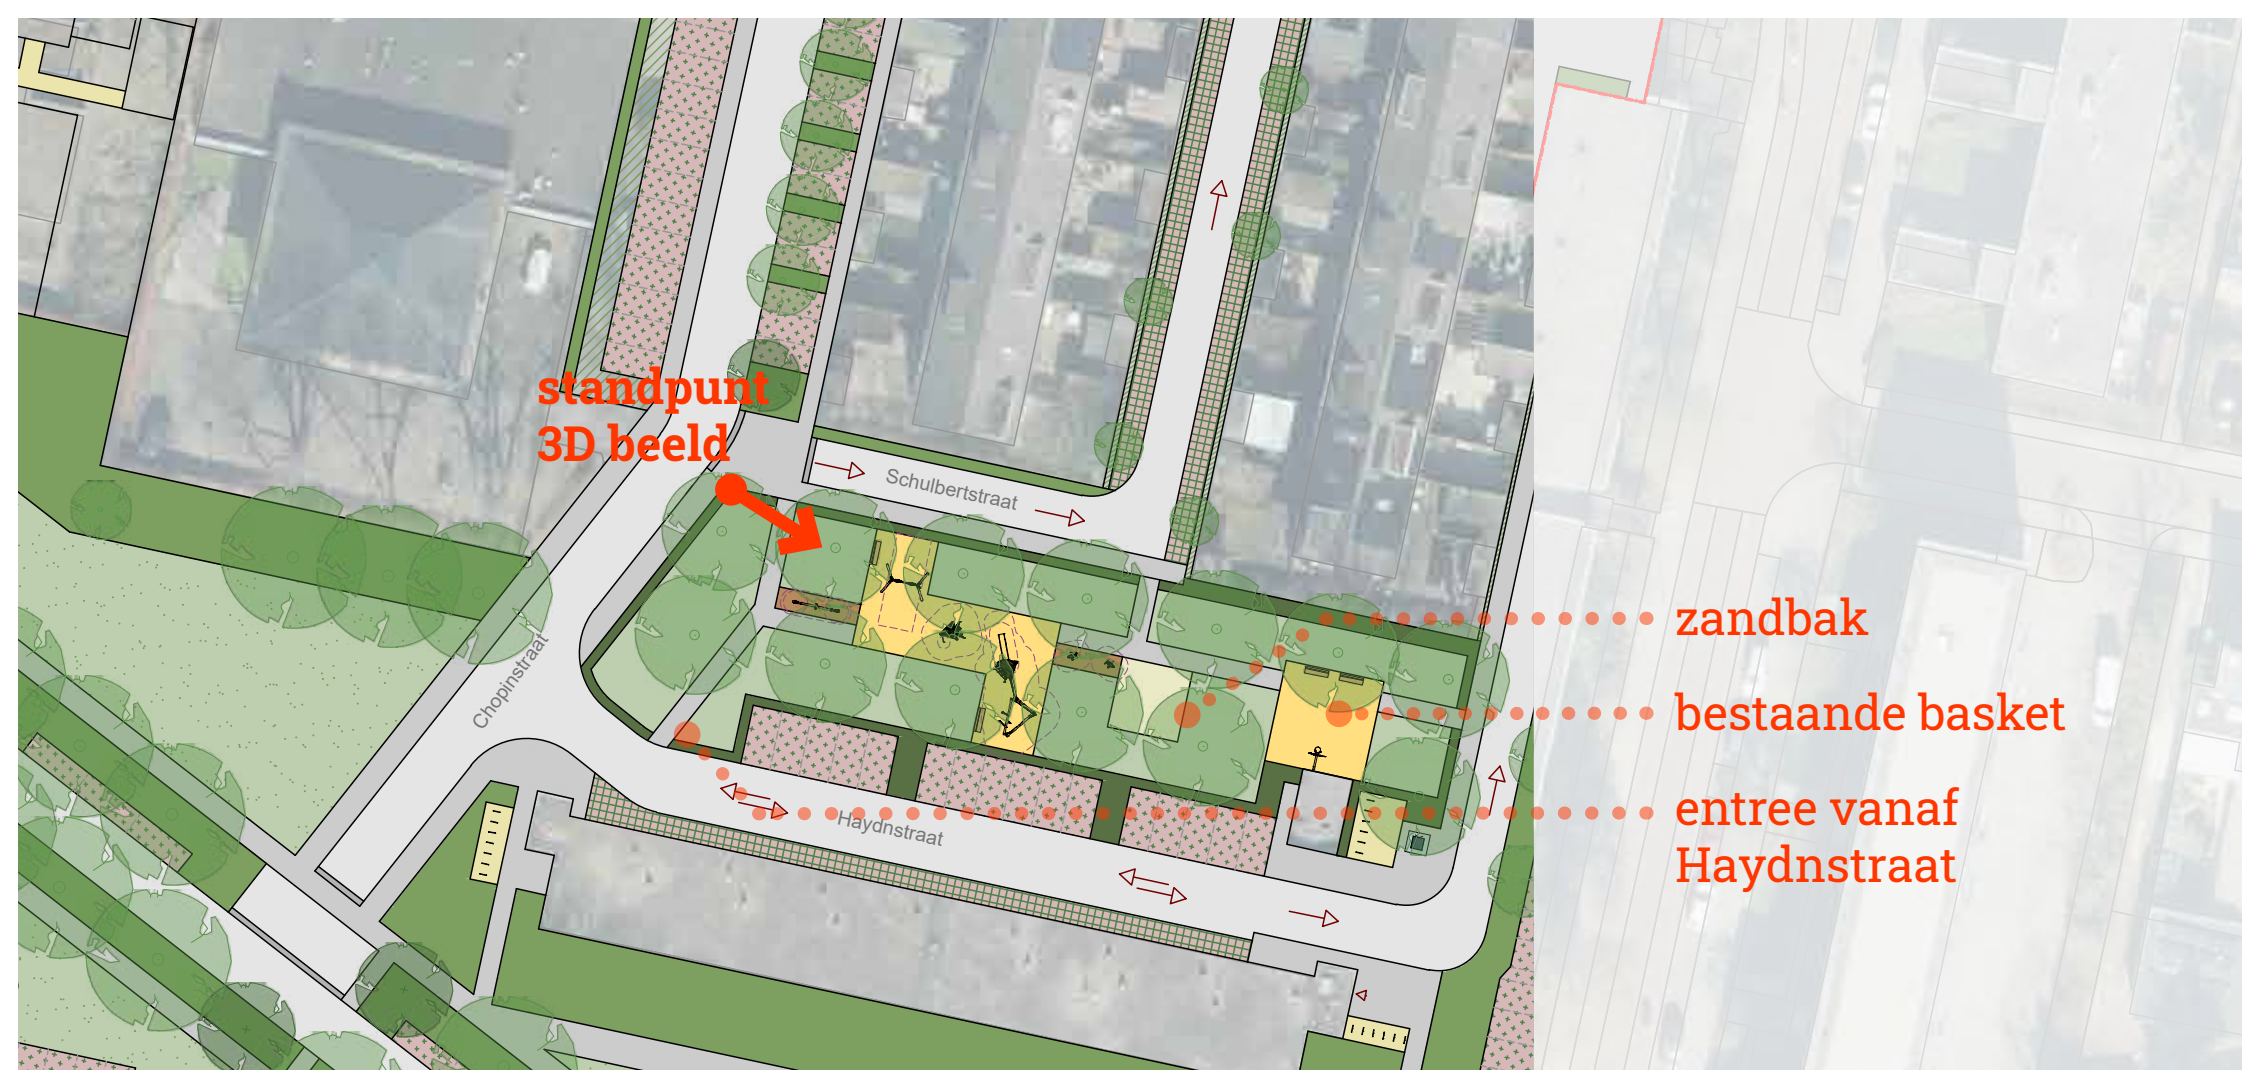 standpunt
3D beeld
Schulbertstraat
Chopinstraat
Haydnstraat
zandbak
bestaande basket
entree vanaf
Haydnstraat